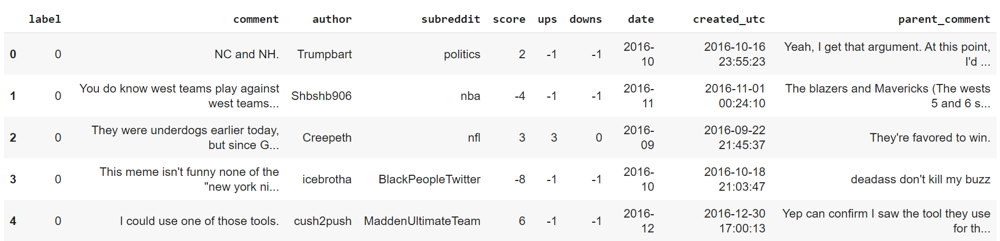 label comment author subreddit score ups downs date created_utc parent_comment
0 0 NC and NH. Trumpbart politics 2 -1 -1 2016-10 2016-10-16 23:55:23 Yeah, I get that argument. At this point, I'd ...
1 0 You do know west teams play against west teams... Shbshb906 nba -4 -1 -1 2016-11 2016-11-01 00:24:10 The blazers and Mavericks (The wests 5 and 6 s...
2 0 They were underdogs earlier today, but since G... Creepeth nfl 3 3 0 2016-09 2016-09-22 21:45:37 They're favored to win.
3 0 This meme isn't funny none of the "new york ni... icebrotha BlackPeopleTwitter -8 -1 -1 2016-10 2016-10-18 21:03:47 deadass don't kill my buzz
4 0 I could use one of those tools. cush2push MaddenUltimateTeam 6 -1 -1 2016-12 2016-12-30 17:00:13 Yep can confirm I saw the tool they use for th...